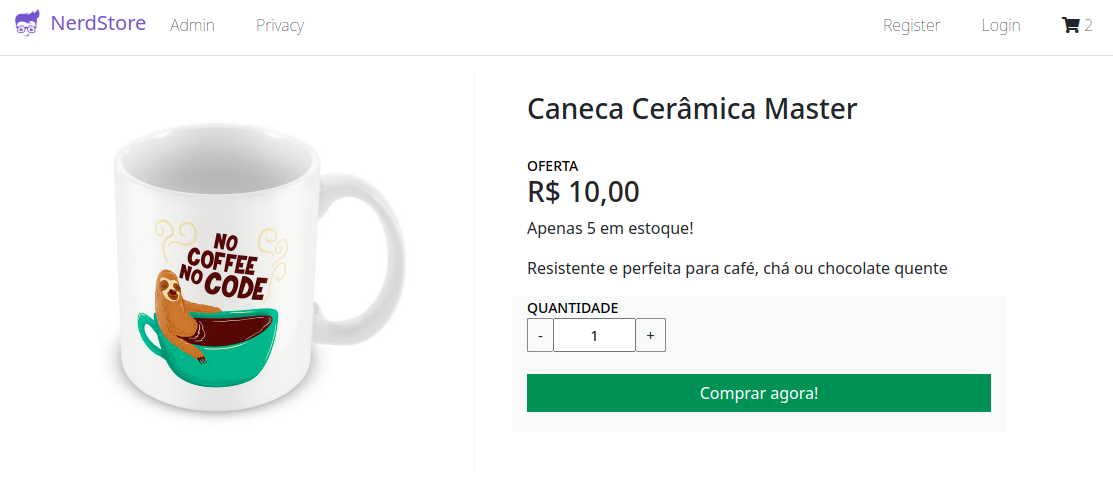 NerdStore Admin Privacy Register Login 2
Caneca Cerâmica Master
OFERTA
R$ 10,00
Apenas 5 em estoque!
Resistente e perfeita para café, chá ou chocolate quente
QUANTIDADE
- 1 +
Comprar agora!
NO
COFFEE
NO CODE